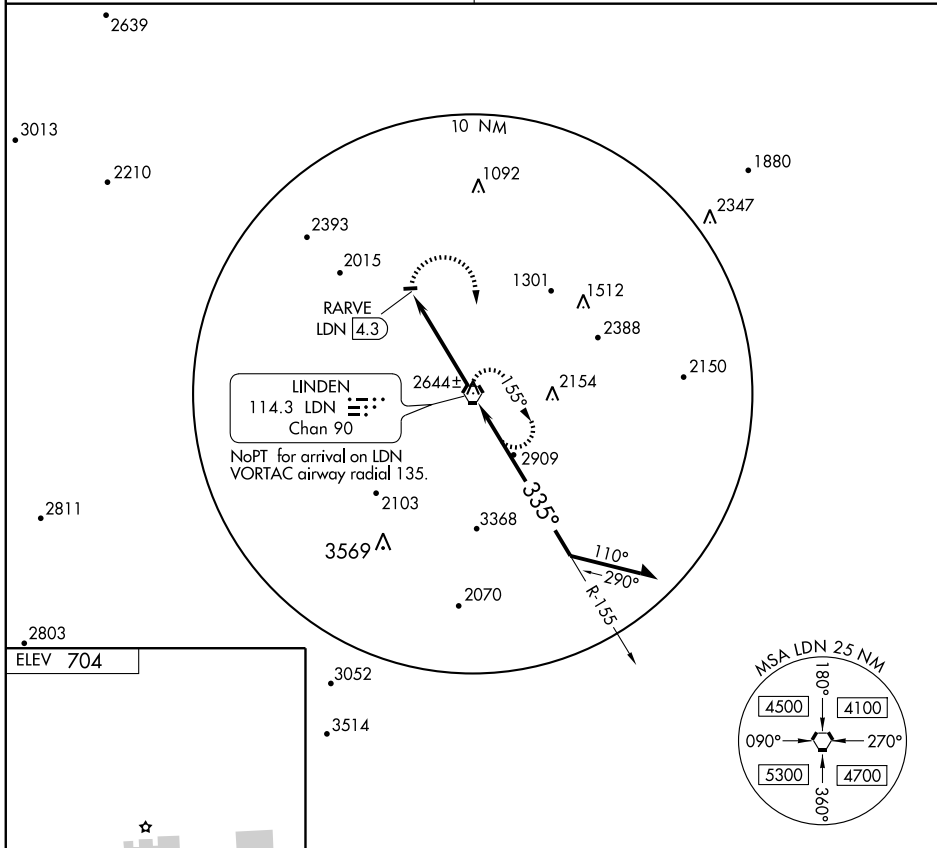 2639
3013
10 NM
2210
1092
1880
2347
2393
2015
1301
1512
RARVE
LDN 4.3
2388
2150
LINDEN
114.3 LDN
Chan 90
2644±
155°
2154
NoPT for arrival on LDN
VORTAC airway radial 135.
2909
2103
335°
2811
3368
3569
110°
290°
R-155
2070
2803
ELEV 704
3052
3514
MSA LDN 25 NM
180°
4500 4100
090° 270°
5300 4700
360°